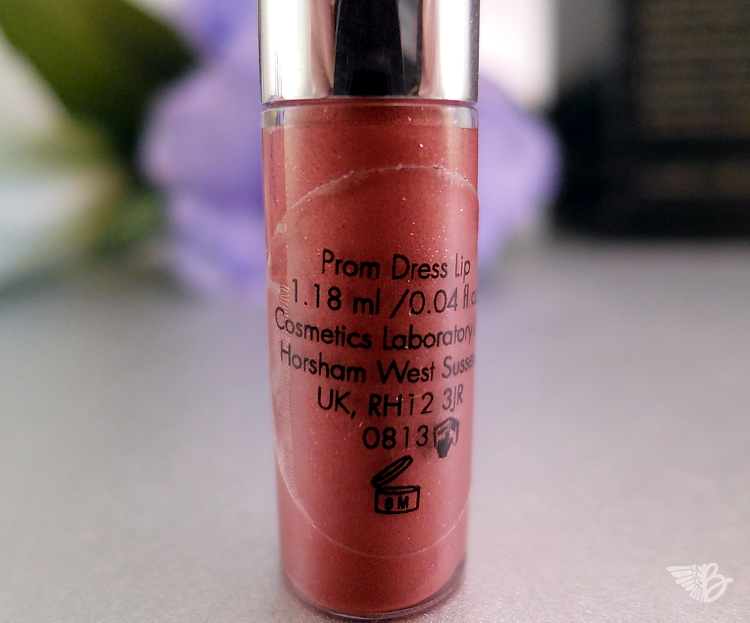 Prom Dress Lip
1.18 ml /0.04 fl
Cosmetics Laboratory
Horsham West
UK, RH12 3JR
0813
6M
B